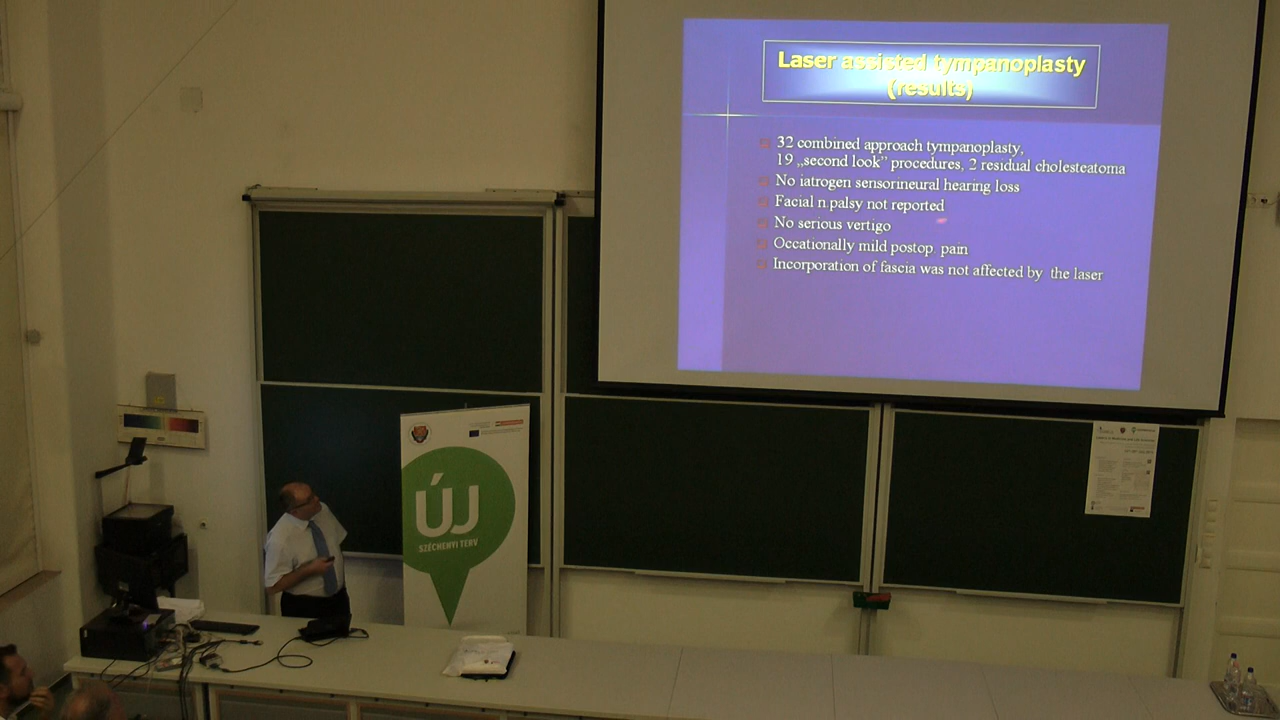 Laser assisted tympanoplasty
(results)
32 combined approach tympanoplasty,
19 „second look” procedures, 2 residual cholesteatoma
No iatrogen sensorineural hearing loss
Facial n.palsy not reported
No serious vertigo
Occationally mild postop. pain
Incorporation of fascia was not affected by the laser
ÚJ
SZÉCHENYI TERV